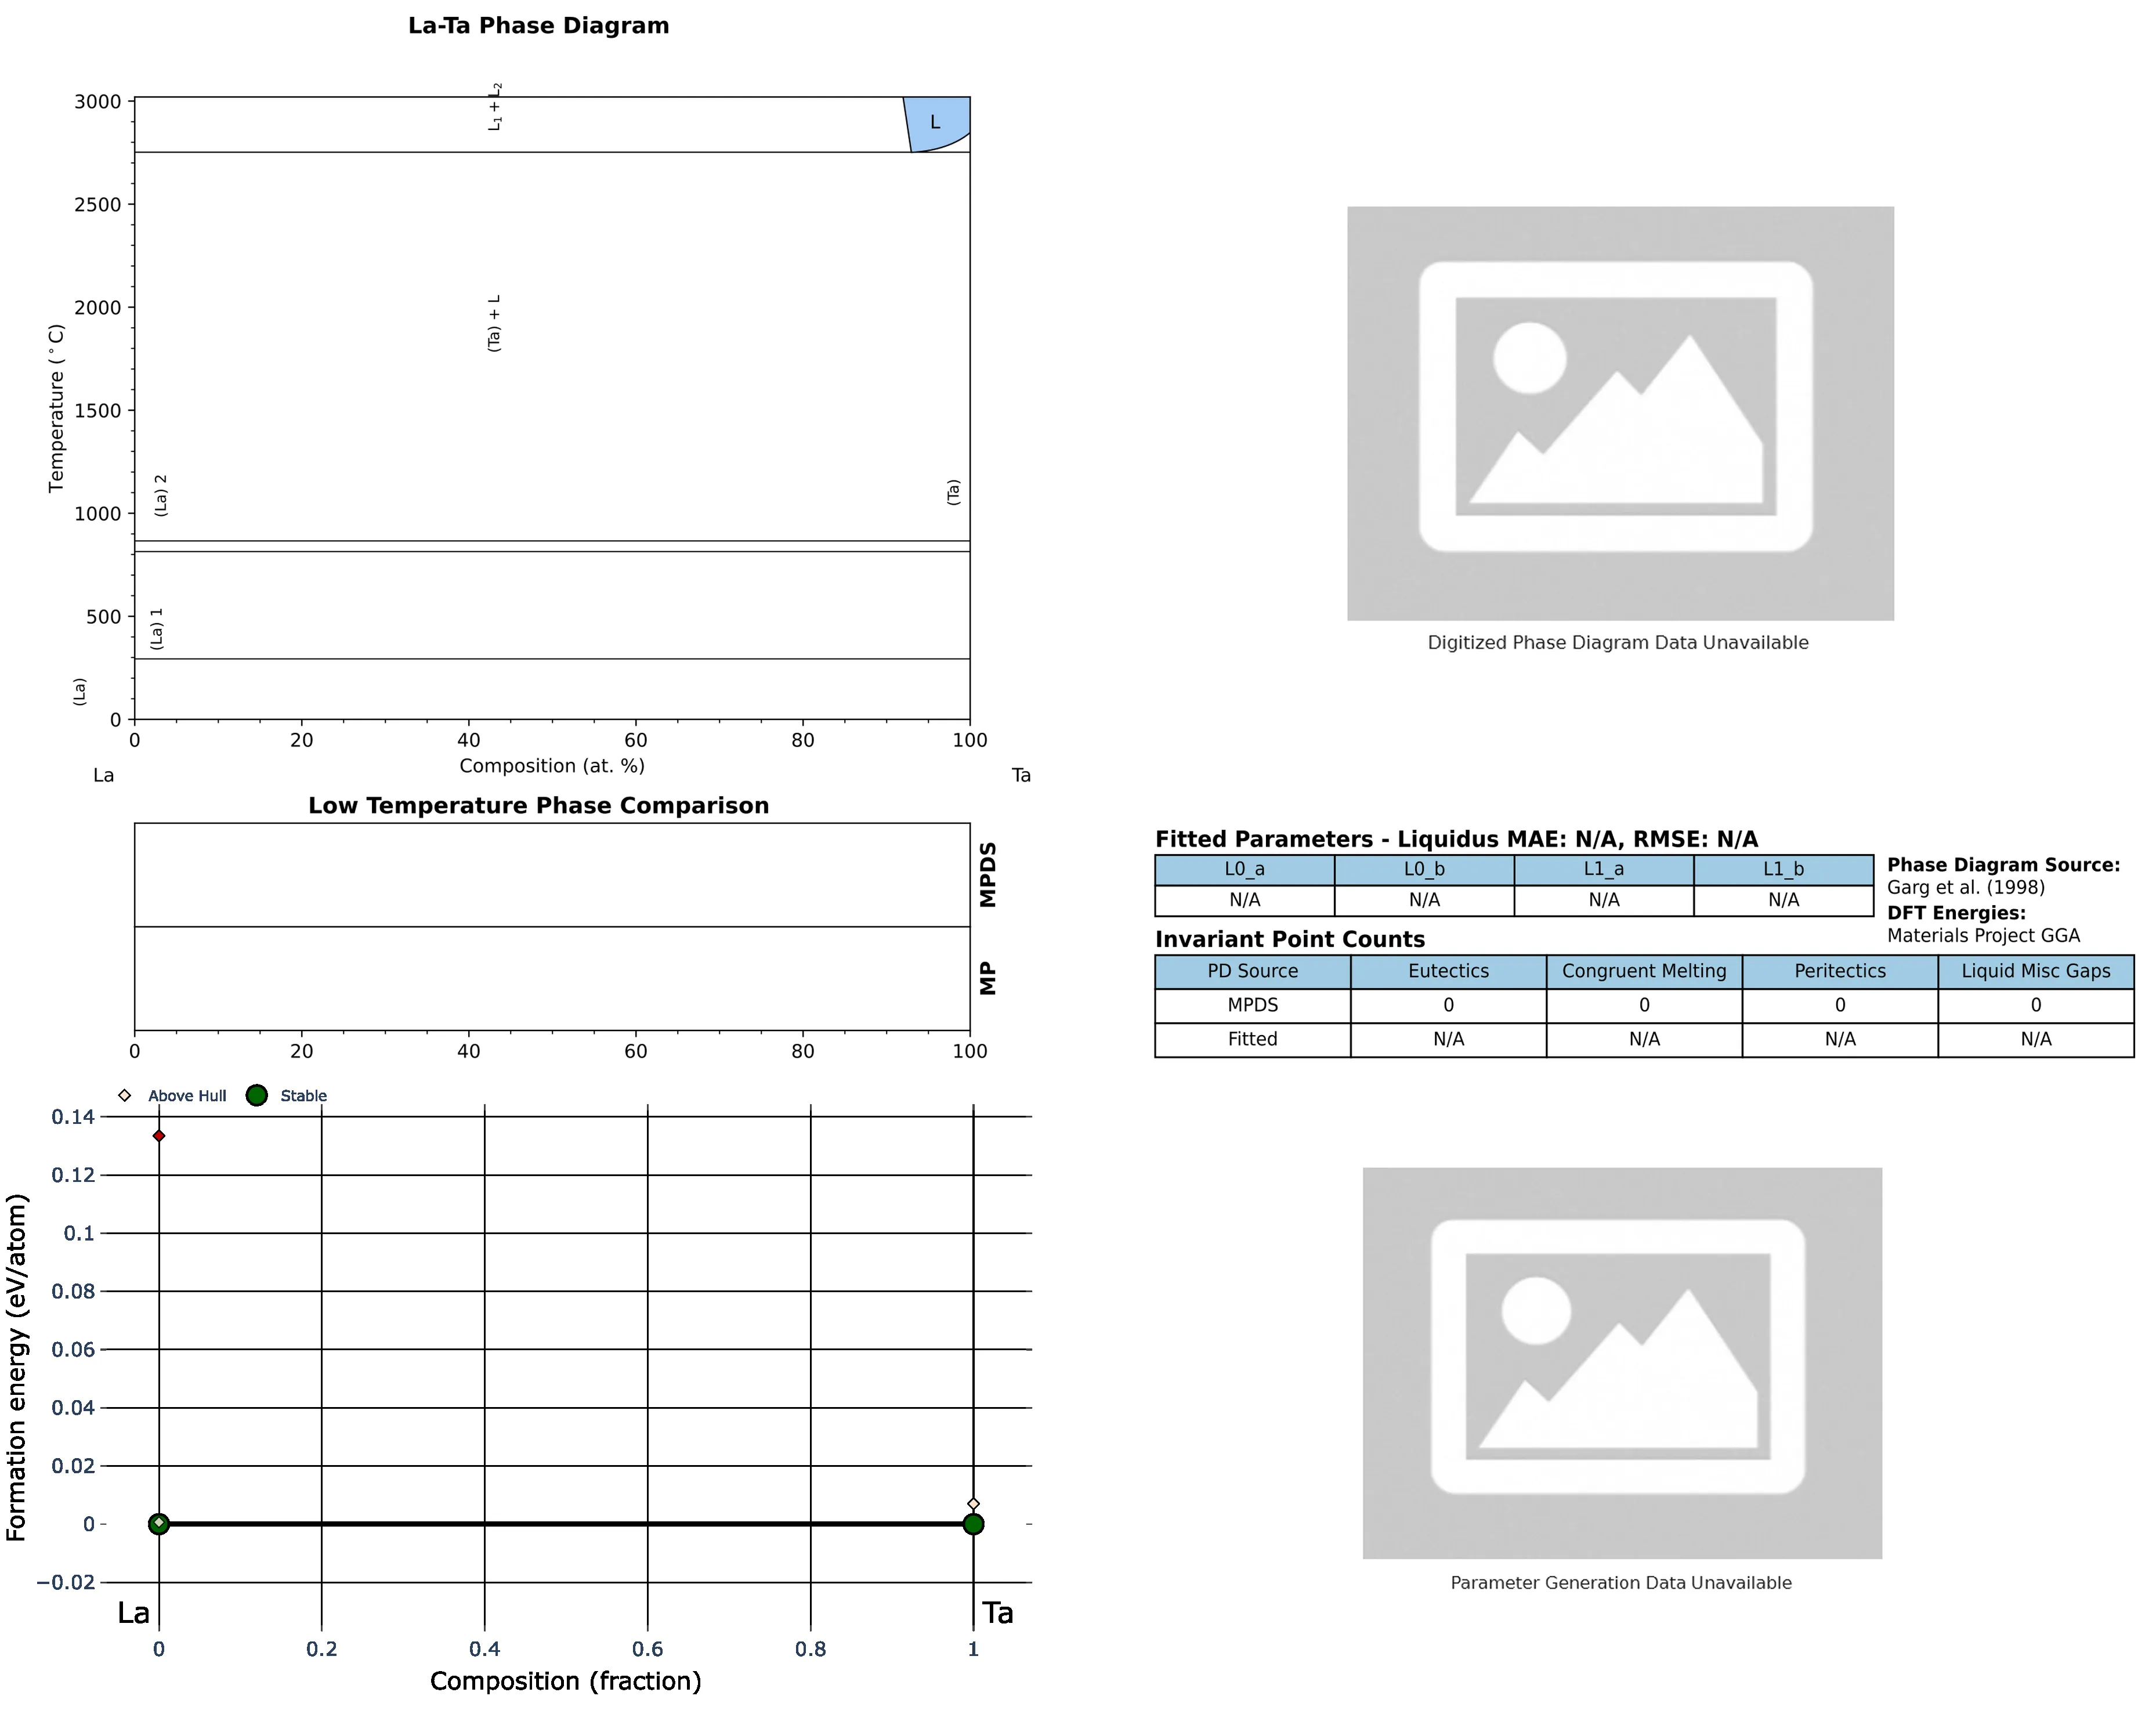 La-Ta Phase Diagram
L₁ + L₂
L
(Ta) + L
(La) 2
(Ta)
(La) 1
(La)
Temperature (°C)
3000
2500
2000
1500
1000
500
0
0 20 40 60 80 100
Composition (at. %)
La Ta
Digitized Phase Diagram Data Unavailable
Low Temperature Phase Comparison
MPDS
MP
0 20 40 60 80 100
Fitted Parameters - Liquidus MAE: N/A, RMSE: N/A
L0_a L0_b L1_a L1_b
N/A N/A N/A N/A
Phase Diagram Source:
Garg et al. (1998)
DFT Energies:
Materials Project GGA
Invariant Point Counts
PD Source Eutectics Congruent Melting Peritectics Liquid Misc Gaps
MPDS 0 0 0 0
Fitted N/A N/A N/A N/A
Above Hull Stable
Formation energy (eV/atom)
0.14
0.12
0.1
0.08
0.06
0.04
0.02
0
−0.02
La Ta
0 0.2 0.4 0.6 0.8 1
Composition (fraction)
Parameter Generation Data Unavailable